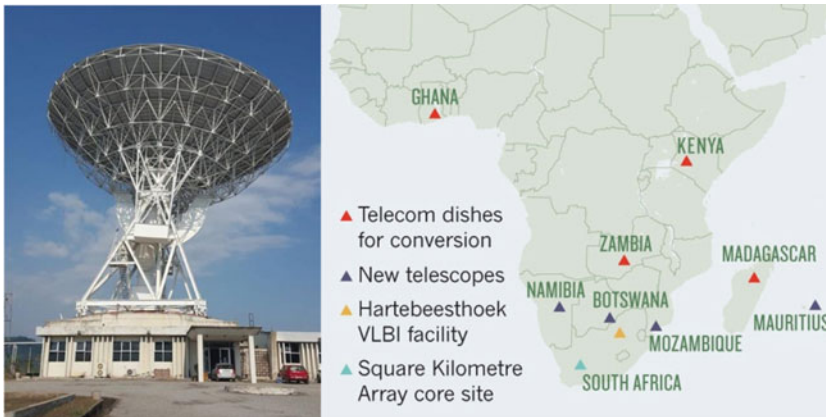 GHANA
KENYA
Telecom dishes
for conversion
ZAMBIA
MADAGASCAR
New telescopes
NAMIBIA
BOTSWANA
MAURITIUS
Hartebeesthoek
VLBI facility
MOZAMBIQUE
Square Kilometre
Array core site
SOUTH AFRICA